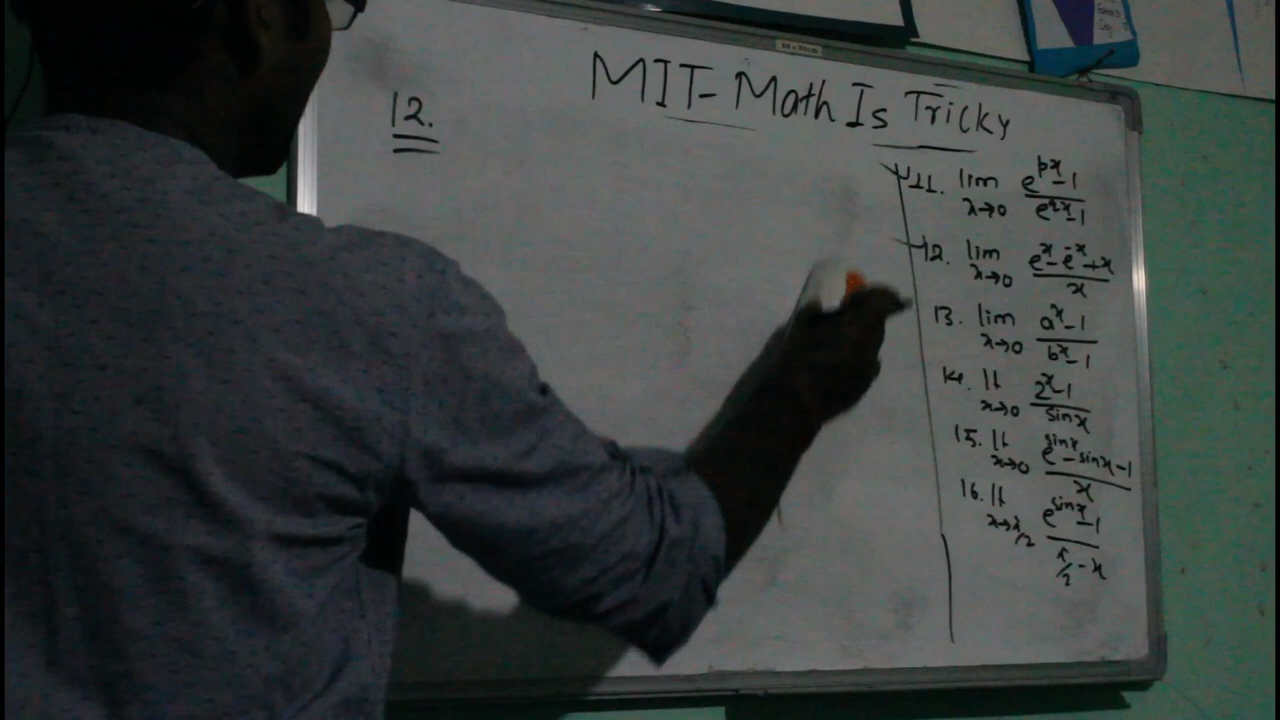 MIT-Math Is Tricky
12.
11. lim x→0 e^px-1 / e^qx-1
12. lim x→0 e^x-e^-x+x / x
13. lim x→0 a^x-1 / b^x-1
14. lt x→0 2^x-1 / sinx
15. lt x→0 e^sinx-sinx-1 / x
16. lt x→π/2 e^sinx-1 / π/2-x